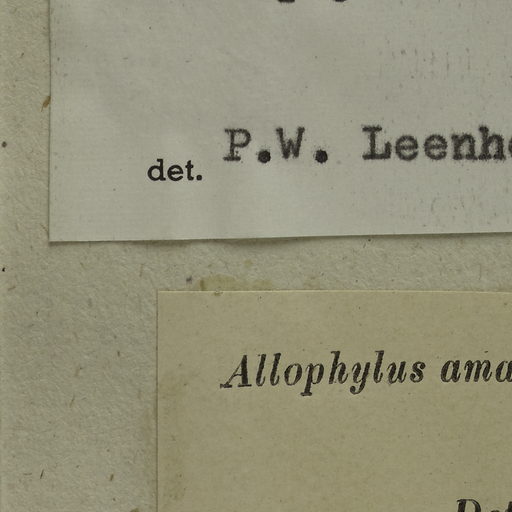 det. P.W. Leenh
Allophylus ama